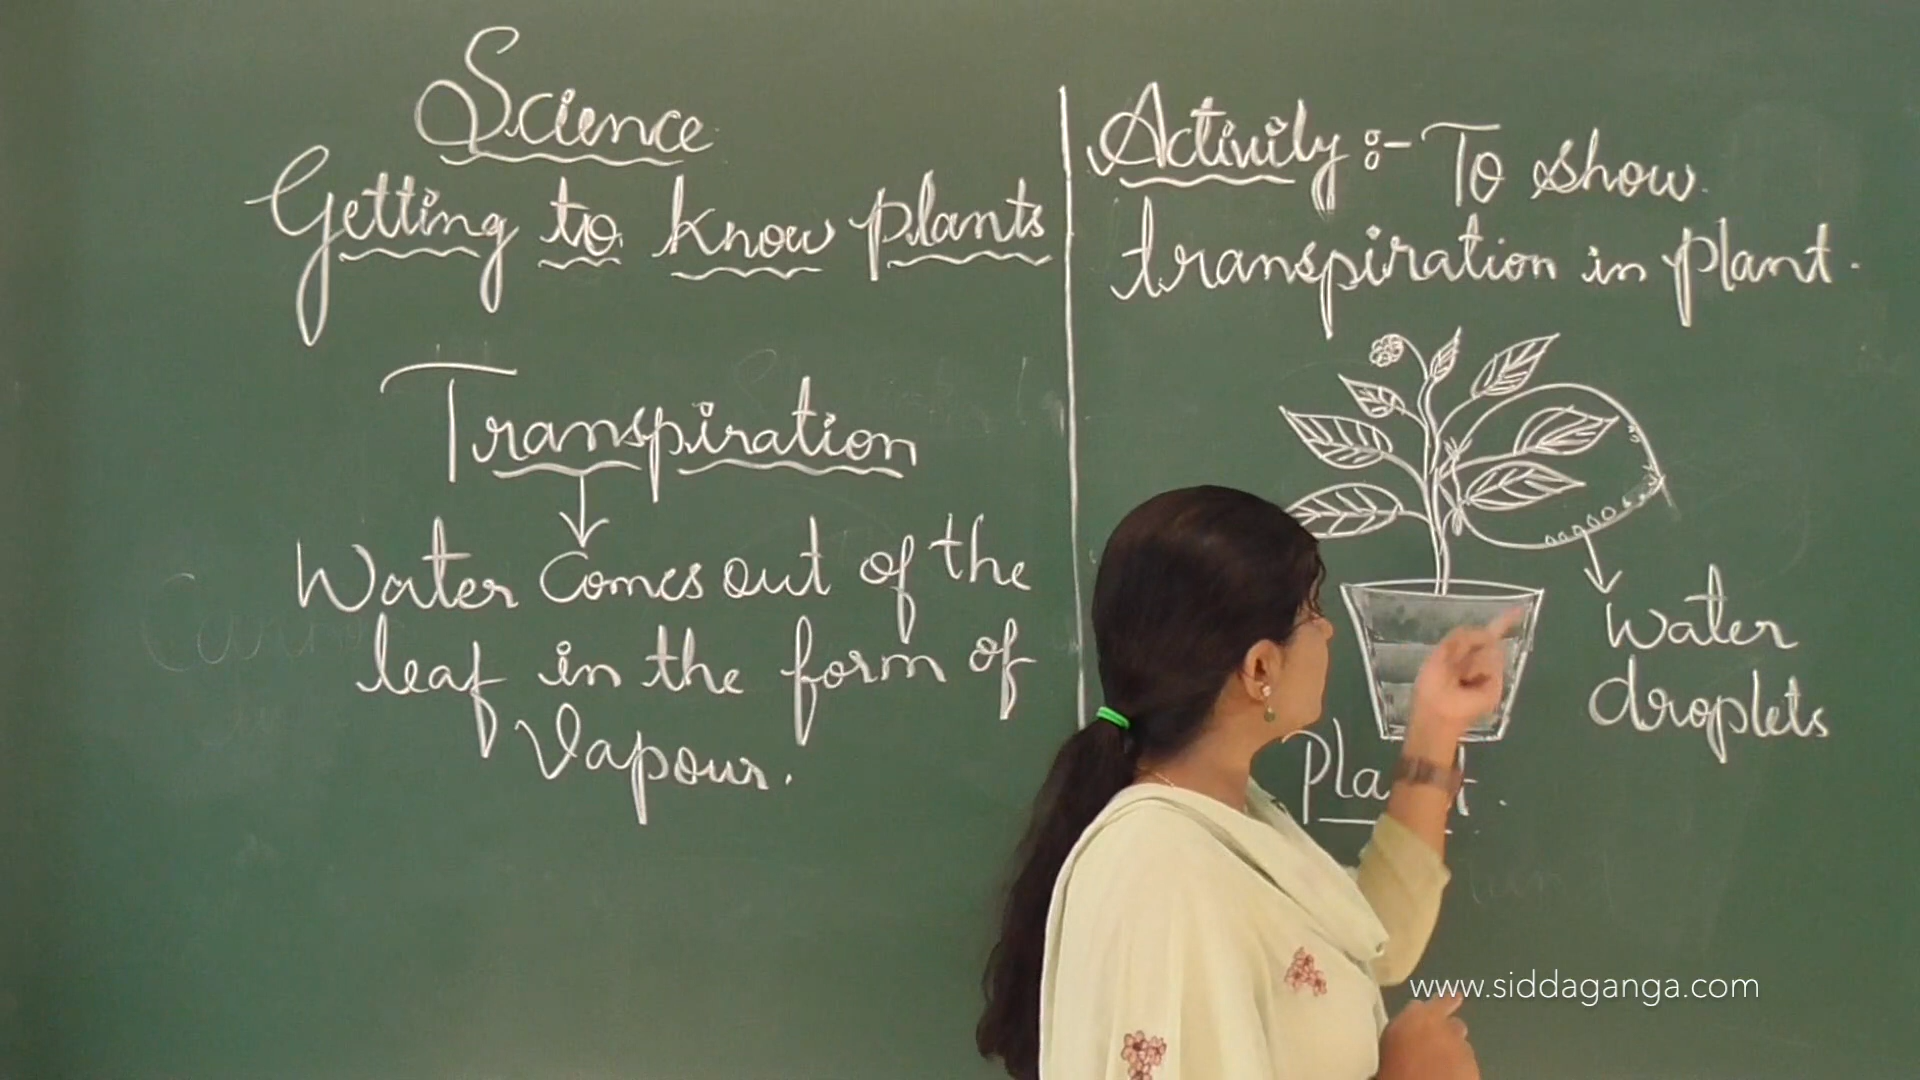 Science
Getting to know plants
Transpiration
Water comes out of the
leaf in the form of
Vapour.
Activity :- To show
transpiration in plant.
Water
droplets
www.siddaganga.com